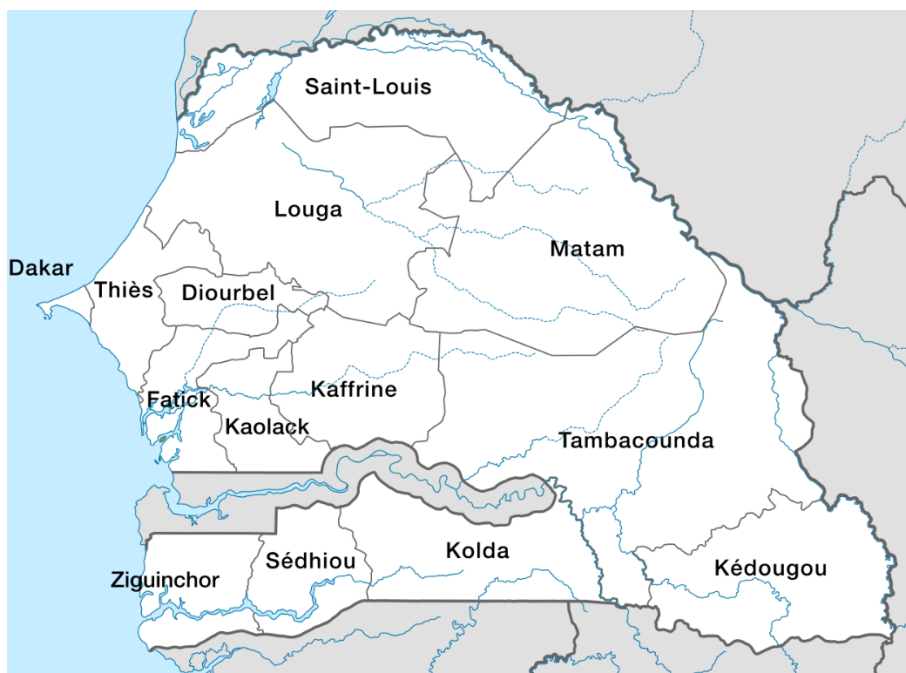 Saint-Louis
Louga
Matam
Dakar
Thiès
Diourbel
Kaffrine
Fatick
Kaolack
Tambacounda
Kolda
Sédhiou
Kédougou
Ziguinchor